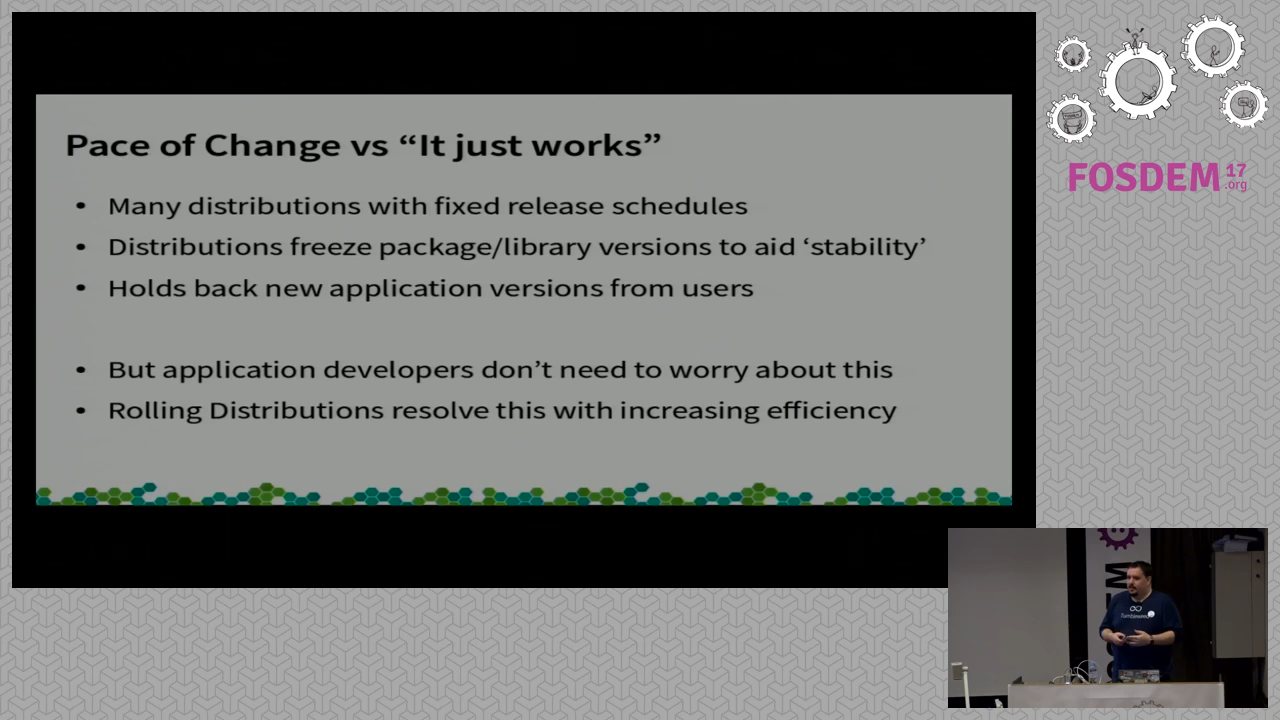 Pace of Change vs “It just works”
• Many distributions with fixed release schedules
• Distributions freeze package/library versions to aid ‘stability’
• Holds back new application versions from users
• But application developers don’t need to worry about this
• Rolling Distributions resolve this with increasing efficiency
FOSDEM 17
.org
Tumbleweed